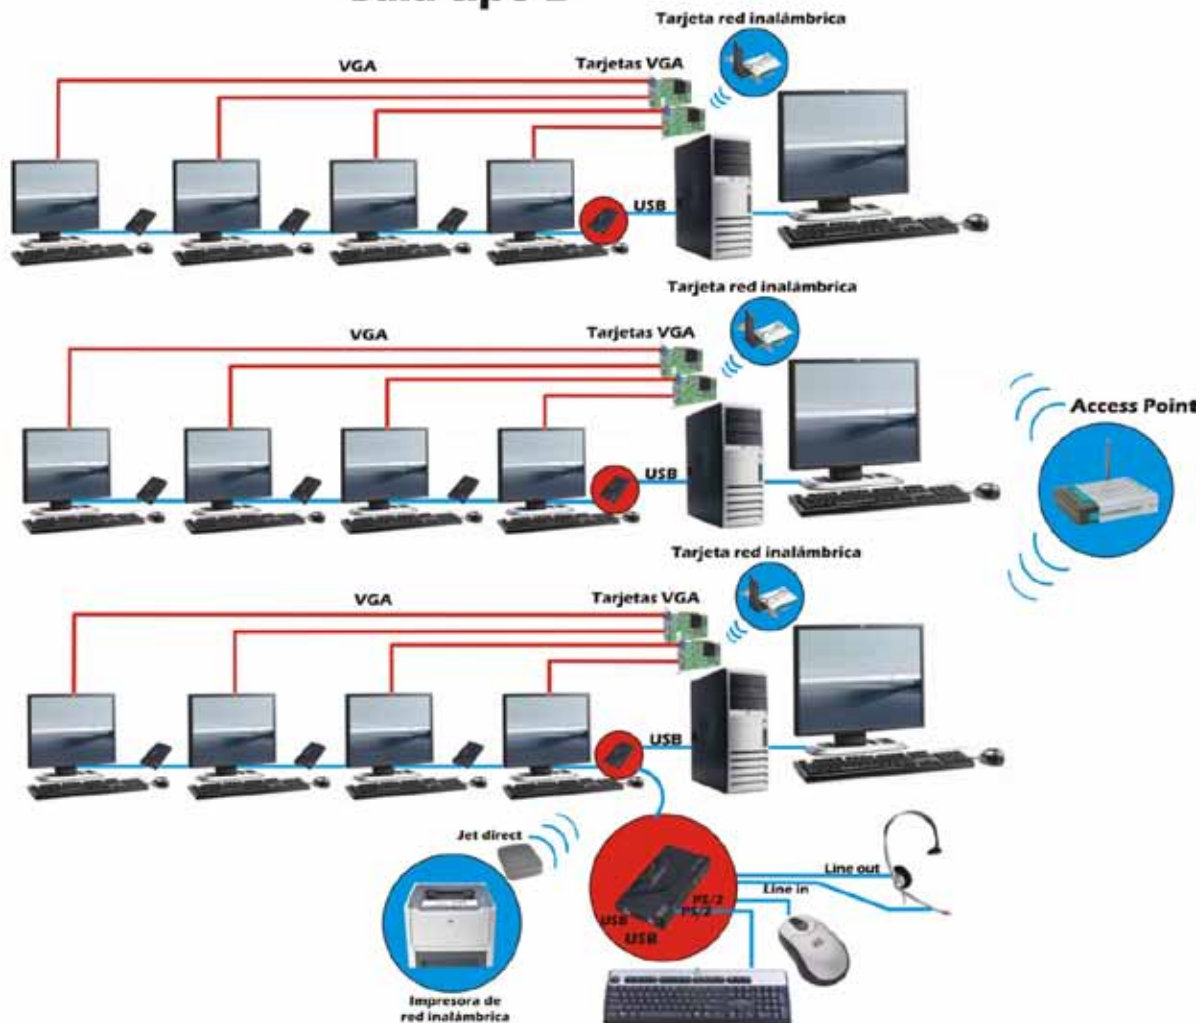 Tarjeta red inalámbrica
VGA
Tarjetas VGA
USB
Tarjeta red inalámbrica
VGA
Tarjetas VGA
Access Point
USB
Tarjeta red inalámbrica
VGA
Tarjetas VGA
USB
Jet direct
Line out
Line in
PS/2
PS/2
USB
USB
Impresora de
red inalámbrica